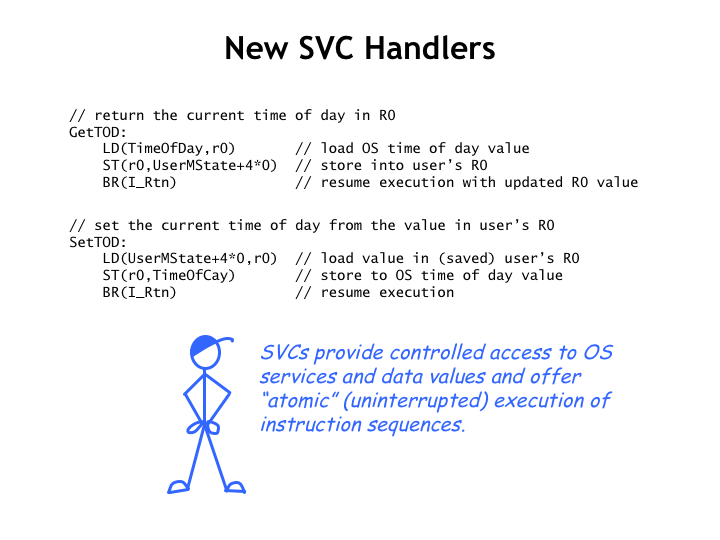 New SVC Handlers
// return the current time of day in R0
GetTOD:
    LD(TimeOfDay,r0)       // load OS time of day value
    ST(r0,UserMState+4*0)  // store into user’s R0
    BR(I_Rtn)              // resume execution with updated R0 value
// set the current time of day from the value in user’s R0
SetTOD:
    LD(UserMState+4*0,r0)  // load value in (saved) user’s R0
    ST(r0,TimeOfCay)       // store to OS time of day value
    BR(I_Rtn)              // resume execution
SVCs provide controlled access to OS
services and data values and offer
“atomic” (uninterrupted) execution of
instruction sequences.